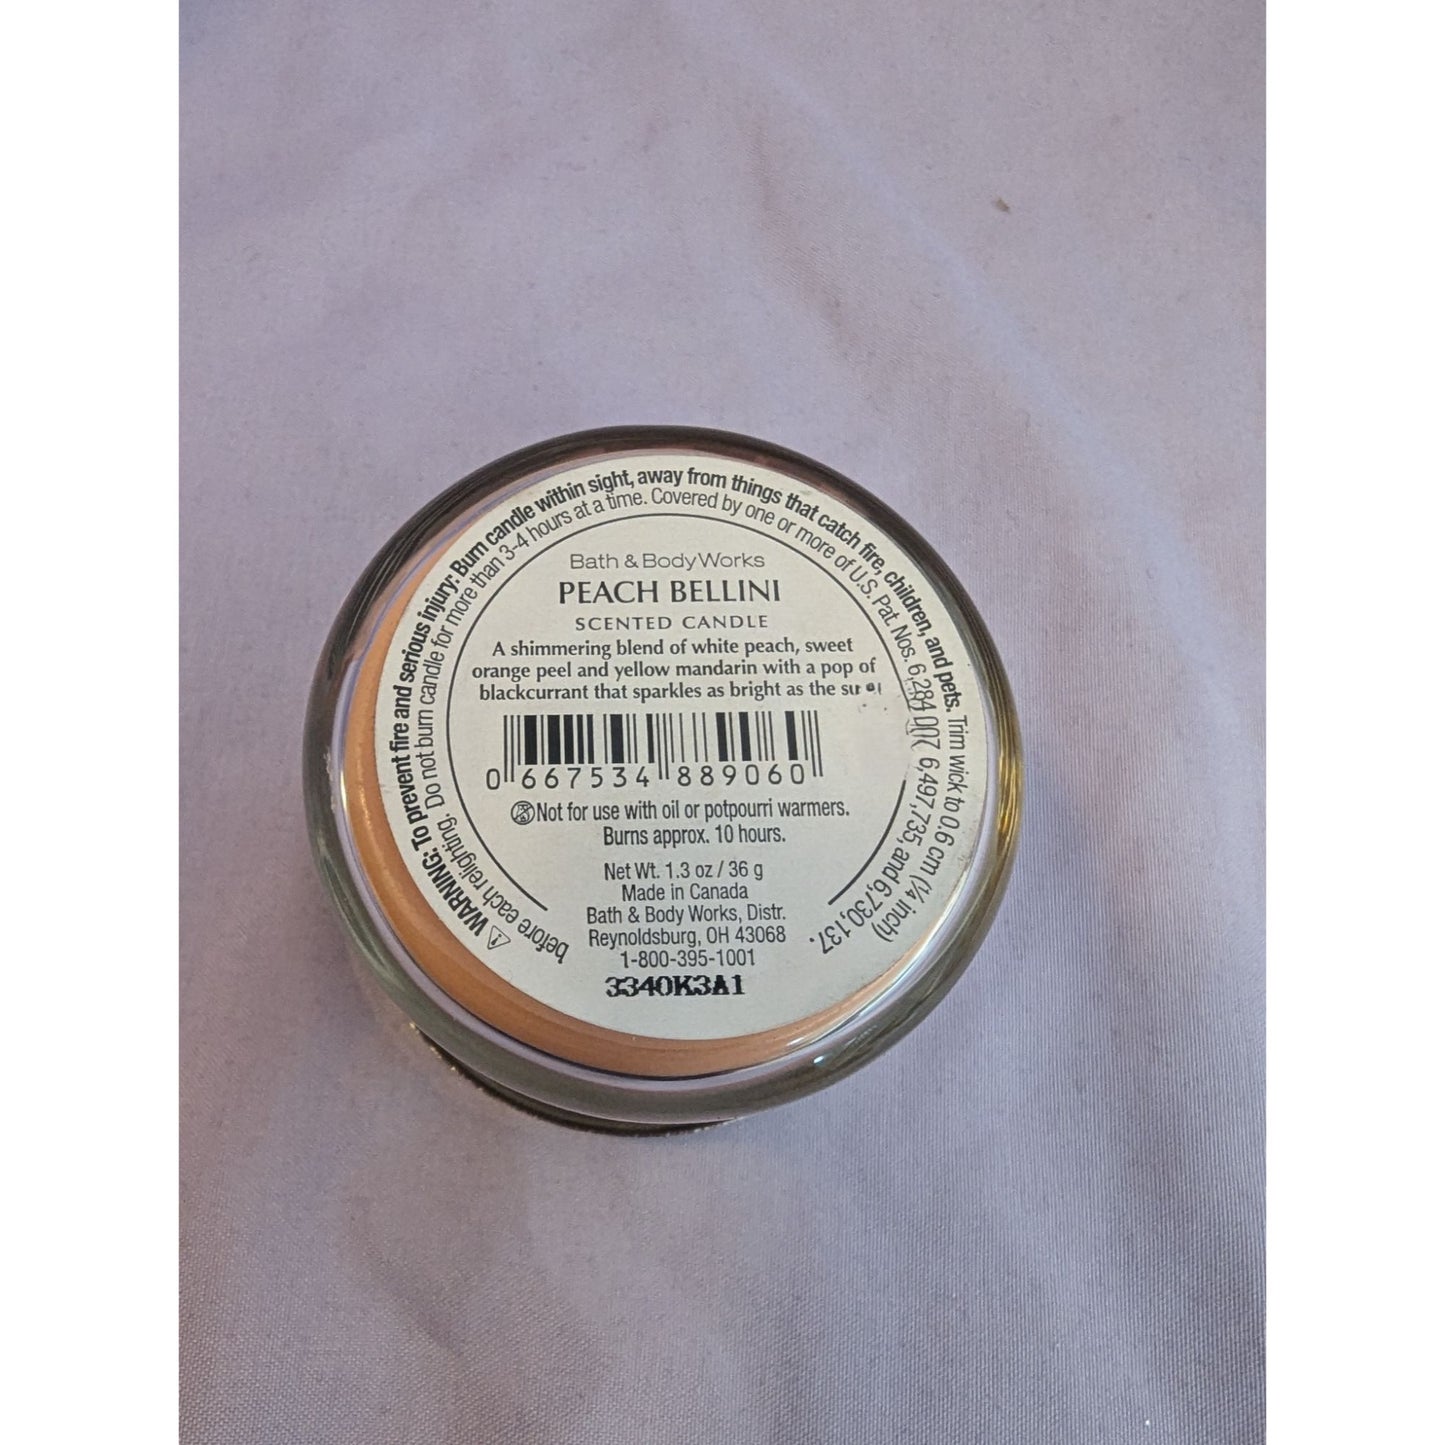 ⚠ WARNING: To prevent fire and serious injury: Burn candle within sight, away from things that catch fire, children, and pets. Trim wick to 0.6 cm (¼ inch)
before each relighting. Do not burn candle for more than 3-4 hours at a time. Covered by one or more of U.S. Pat. Nos. 6,284,007, 6,497,735, and 6,730,137.
Bath & Body Works
PEACH BELLINI
SCENTED CANDLE
A shimmering blend of white peach, sweet
orange peel and yellow mandarin with a pop of
blackcurrant that sparkles as bright as the
0 667534 889060
Not for use with oil or potpourri warmers.
Burns approx. 10 hours.
Net Wt. 1.3 oz / 36 g
Made in Canada
Bath & Body Works, Distr.
Reynoldsburg, OH 43068
1-800-395-1001
3340K3A1